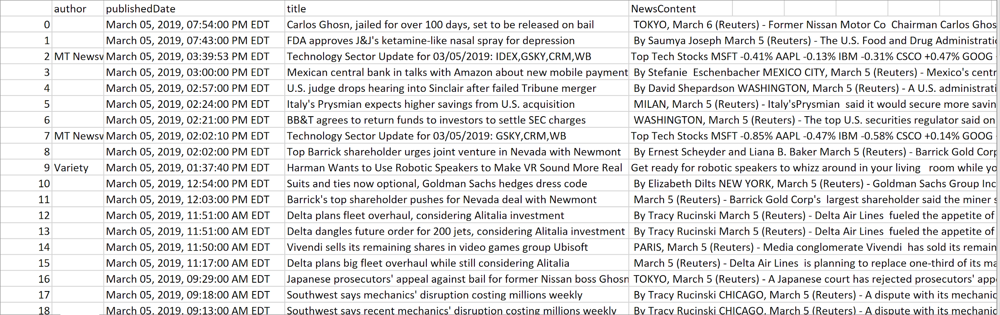 author publishedDate title NewsContent
0 March 05, 2019, 07:54:00 PM EDT Carlos Ghosn, jailed for over 100 days, set to be released on bail TOKYO, March 6 (Reuters) - Former Nissan Motor Co  Chairman Carlos Ghos
1 March 05, 2019, 07:43:00 PM EDT FDA approves J&J's ketamine-like nasal spray for depression By Saumya Joseph March 5 (Reuters) - The U.S. Food and Drug Administratio
2 MT Newsw March 05, 2019, 03:39:53 PM EDT Technology Sector Update for 03/05/2019: IDEX,GSKY,CRM,WB Top Tech Stocks MSFT -0.41% AAPL -0.13% IBM -0.31% CSCO +0.47% GOOG -
3 March 05, 2019, 03:00:00 PM EDT Mexican central bank in talks with Amazon about new mobile payment By Stefanie  Eschenbacher MEXICO CITY, March 5 (Reuters) - Mexico's centr
4 March 05, 2019, 02:57:00 PM EDT U.S. judge drops hearing into Sinclair after failed Tribune merger By David Shepardson WASHINGTON, March 5 (Reuters) - A U.S. administrati
5 March 05, 2019, 02:24:00 PM EDT Italy's Prysmian expects higher savings from U.S. acquisition MILAN, March 5 (Reuters) - Italy'sPrysmian  said it would secure more savin
6 March 05, 2019, 02:21:00 PM EDT BB&T agrees to return funds to investors to settle SEC charges WASHINGTON, March 5 (Reuters) - The top U.S. securities regulator said on
7 MT Newsw March 05, 2019, 02:02:10 PM EDT Technology Sector Update for 03/05/2019: GSKY,CRM,WB Top Tech Stocks MSFT -0.85% AAPL -0.47% IBM -0.58% CSCO +0.14% GOOG -
8 March 05, 2019, 02:02:00 PM EDT Top Barrick shareholder urges joint venture in Nevada with Newmont By Ernest Scheyder and Liana B. Baker March 5 (Reuters) - Barrick Gold Corp
9 Variety March 05, 2019, 01:37:40 PM EDT Harman Wants to Use Robotic Speakers to Make VR Sound More Real Get ready for robotic speakers to whizz around in your living   room while yo
10 March 05, 2019, 12:54:00 PM EDT Suits and ties now optional, Goldman Sachs hedges dress code By Elizabeth Dilts NEW YORK, March 5 (Reuters) - Goldman Sachs Group Inc
11 March 05, 2019, 12:03:00 PM EDT Barrick's top shareholder pushes for Nevada deal with Newmont March 5 (Reuters) - Barrick Gold Corp's  largest shareholder said the miner s
12 March 05, 2019, 11:51:00 AM EDT Delta plans fleet overhaul, considering Alitalia investment By Tracy Rucinski March 5 (Reuters) - Delta Air Lines  fueled the appetite of
13 March 05, 2019, 11:51:00 AM EDT Delta dangles future order for 200 jets, considering Alitalia investment By Tracy Rucinski March 5 (Reuters) - Delta Air Lines  fueled the appetite of
14 March 05, 2019, 11:50:00 AM EDT Vivendi sells its remaining shares in video games group Ubisoft PARIS, March 5 (Reuters) - Media conglomerate Vivendi  has sold its remain
15 March 05, 2019, 11:17:00 AM EDT Delta plans big fleet overhaul while still considering Alitalia March 5 (Reuters) - Delta Air Lines  is planning to replace one-third of its ma
16 March 05, 2019, 09:29:00 AM EDT Japanese prosecutors' appeal against bail for former Nissan boss Ghosn TOKYO, March 5 (Reuters) - A Japanese court has rejected prosecutors' appe
17 March 05, 2019, 09:18:00 AM EDT Southwest says mechanics' disruption costing millions weekly By Tracy Rucinski CHICAGO, March 5 (Reuters) - A dispute with its mechanic
18 March 05, 2019, 09:13:00 AM EDT Southwest says recent mechanics' disruption costing millions weekly By Tracy Rucinski CHICAGO, March 5 (Reuters) - A dispute with its mechanic